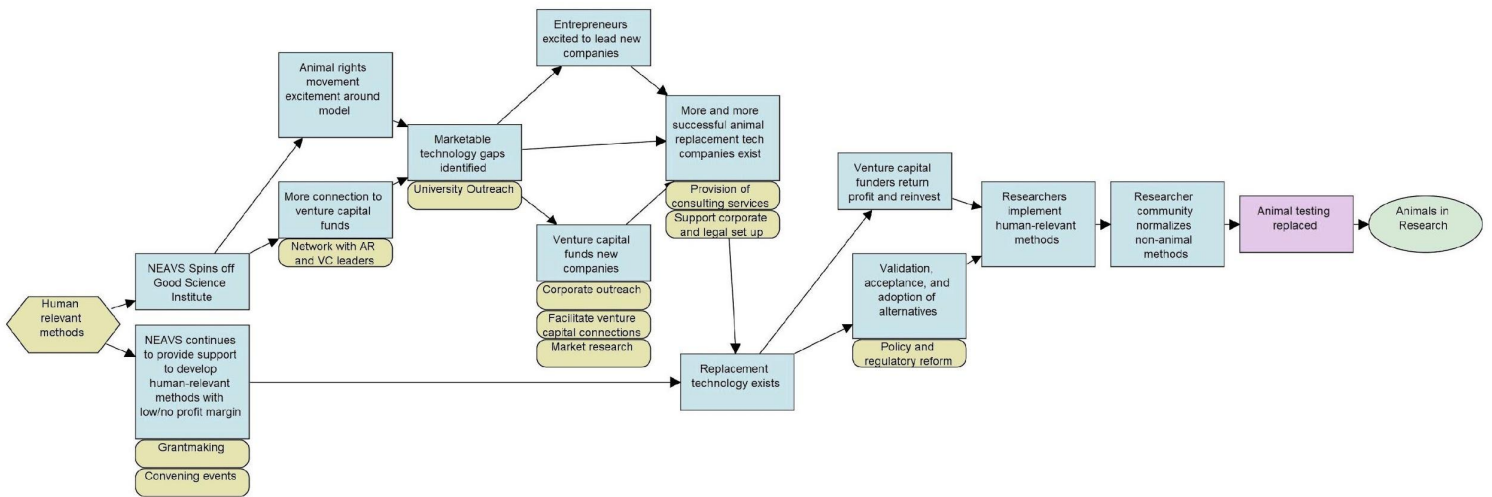 Human
relevant
methods
NEAVS Spins off
Good Science
Institute
NEAVS continues
to provide support
to develop
human-relevant
methods with
low/no profit margin
Grantmaking
Convening events
Animal rights
movement
excitement around
model
More connection to
venture capital
funds
Network with AR
and VC leaders
Marketable
technology gaps
identified
University Outreach
Entrepreneurs
excited to lead new
companies
Venture capital
funds new
companies
Corporate outreach
Facilitate venture
capital connections
Market research
More and more
successful animal
replacement tech
companies exist
Provision of
consulting services
Support corporate
and legal set up
Replacement
technology exists
Venture capital
funders return
profit and reinvest
Validation,
acceptance, and
adoption of
alternatives
Policy and
regulatory reform
Researchers
implement
human-relevant
methods
Researcher
community
normalizes
non-animal
methods
Animal testing
replaced
Animals in
Research